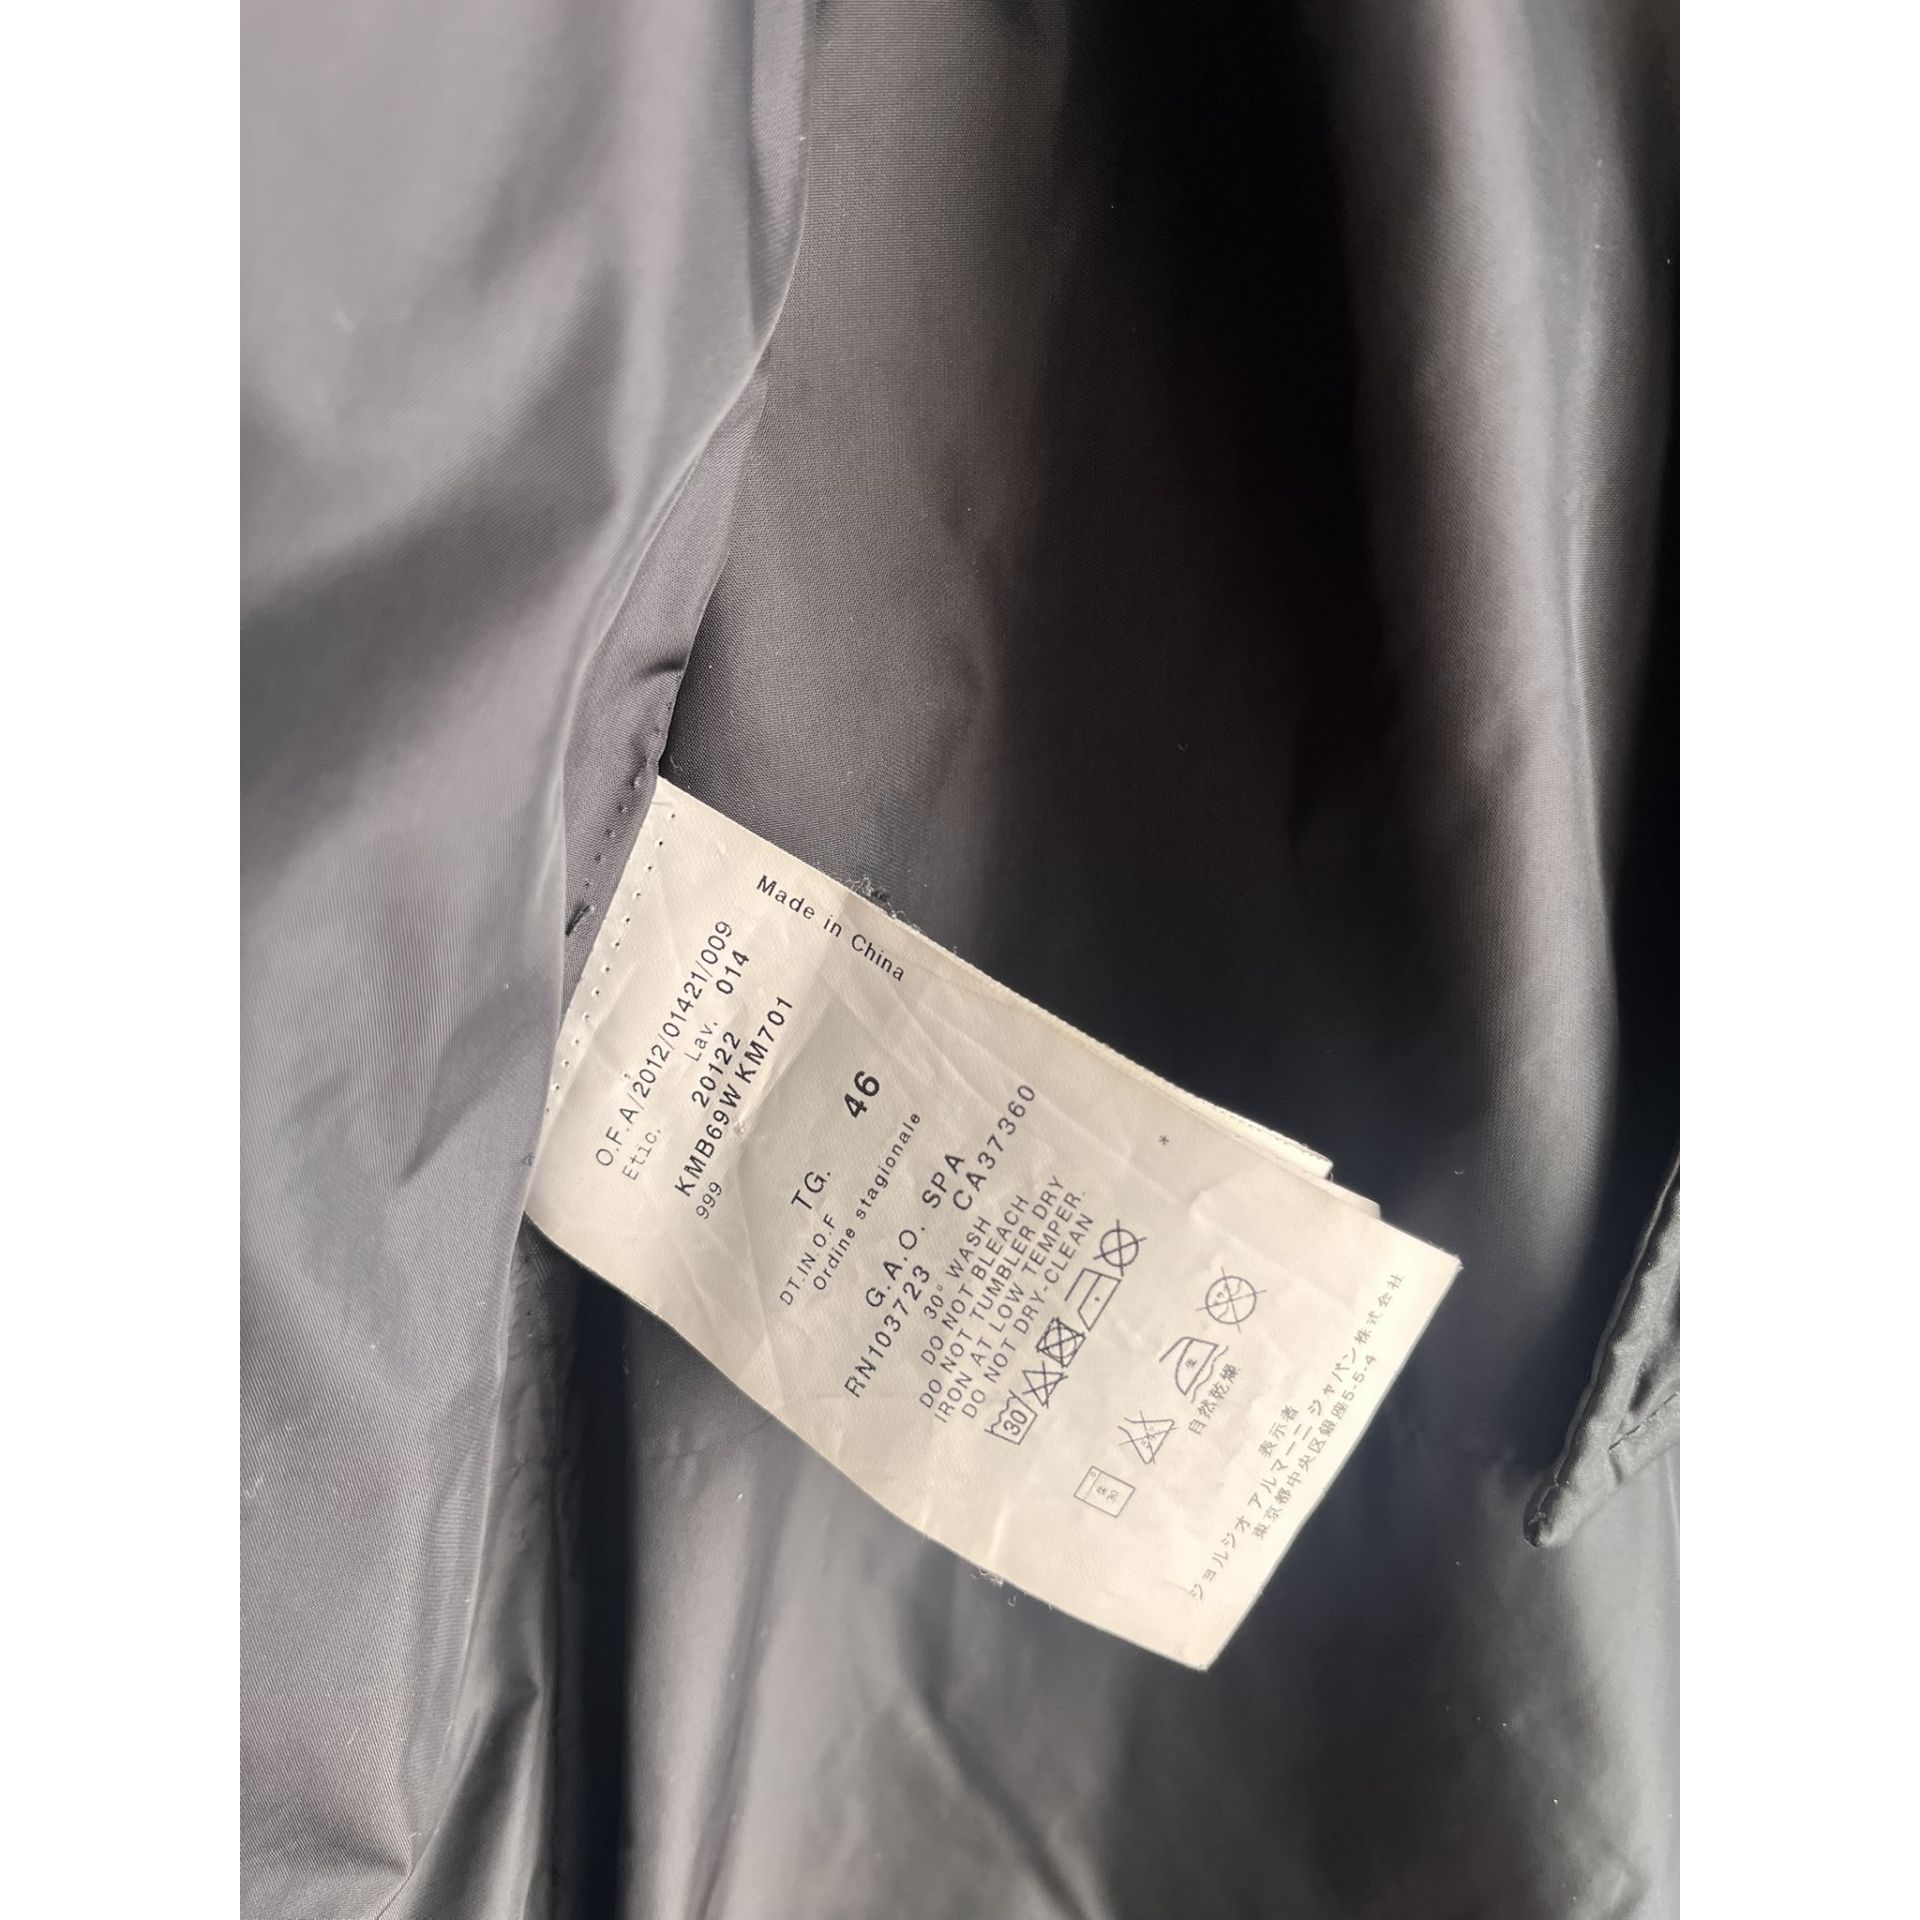 Made in China
O.F.A/2012/01421/009
Etic. Lav. 014
20122
KMB69W KM701
999
TG. 46
DT.IN.O.F
Ordine stagionale
G.A.O. SPA
RN103723 CA37360
30° WASH
DO NOT BLEACH
DO NOT TUMBLER DRY
IRON AT LOW TEMPER.
DO NOT DRY-CLEAN
30
*
自然乾燥
表示者
ジョルジオ アルマーニ ジャパン株式会社
東京都中央区銀座5-5-4